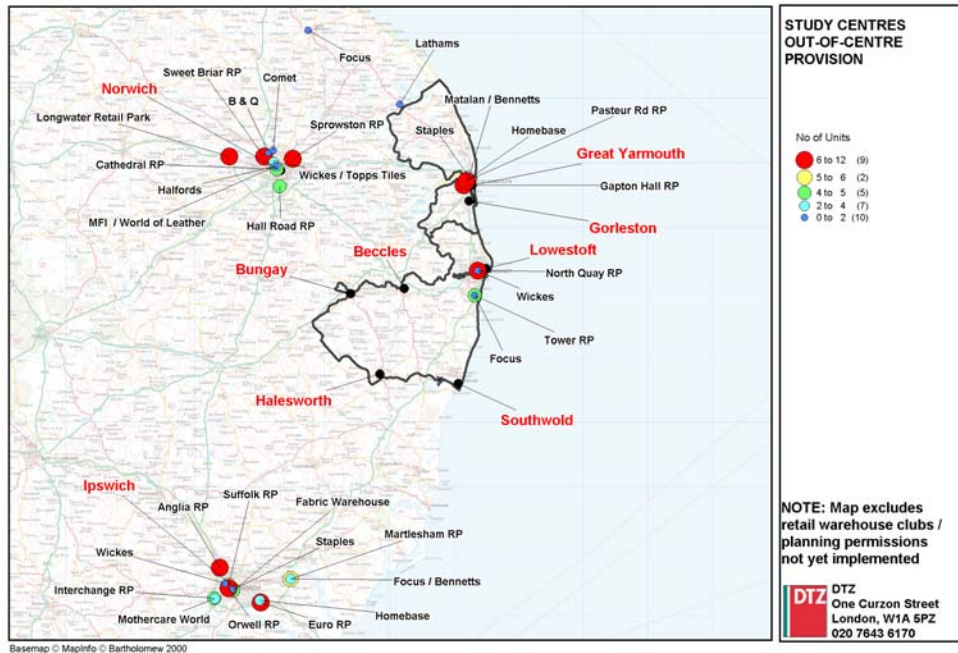 Focus
Lathams
Sweet Briar RP
Comet
Norwich
B & Q
Matalan / Bennetts
Pasteur Rd RP
Longwater Retail Park
Sprowston RP
Staples
Homebase
Great Yarmouth
Cathedral RP
Wickes / Topps Tiles
Gapton Hall RP
Halfords
MFI / World of Leather
Hall Road RP
Gorleston
Beccles
Lowestoft
Bungay
North Quay RP
Wickes
Tower RP
Focus
Halesworth
Southwold
Ipswich
Suffolk RP
Fabric Warehouse
Anglia RP
Staples
Martlesham RP
Wickes
Focus / Bennetts
Interchange RP
Mothercare World
Orwell RP
Euro RP
Homebase
STUDY CENTRES
OUT-OF-CENTRE
PROVISION
No of Units
6 to 12 (9)
5 to 6 (2)
4 to 5 (5)
2 to 4 (7)
0 to 2 (10)
NOTE: Map excludes
retail warehouse clubs /
planning permissions
not yet implemented
DTZ
DTZ
One Curzon Street
London, W1A 5PZ
020 7643 6170
Basemap © MapInfo © Bartholomew 2000